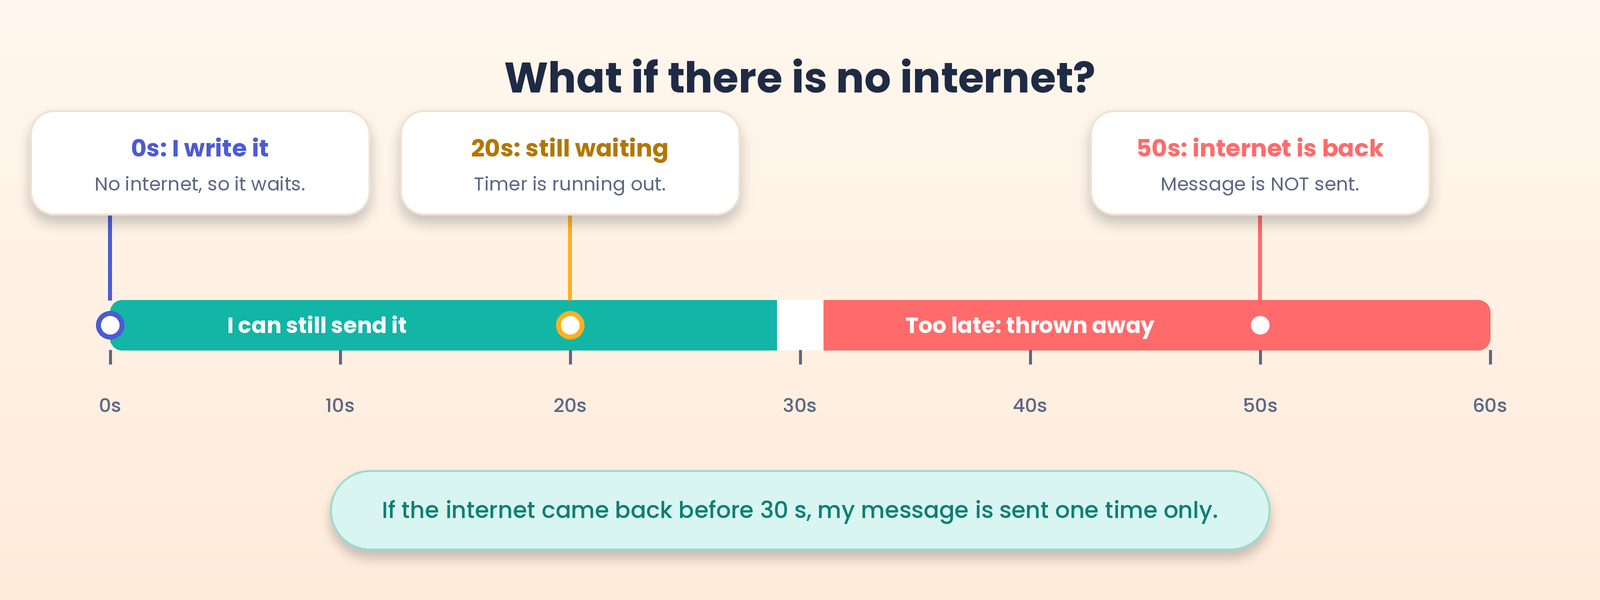 What if there is no internet?
0s: I write it
No internet, so it waits.
20s: still waiting
Timer is running out.
50s: internet is back
Message is NOT sent.
I can still send it
Too late: thrown away
0s
10s
20s
30s
40s
50s
60s
If the internet came back before 30 s, my message is sent one time only.